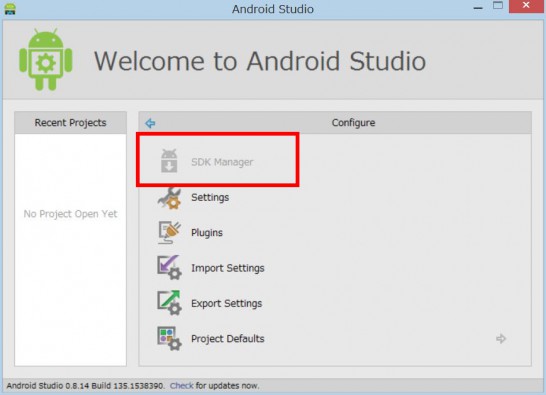 Android Studio
Welcome to Android Studio
Recent Projects
No Project Open Yet
Configure
SDK Manager
Settings
Plugins
Import Settings
Export Settings
Project Defaults
Android Studio 0.8.14 Build 135.1538390. Check for updates now.